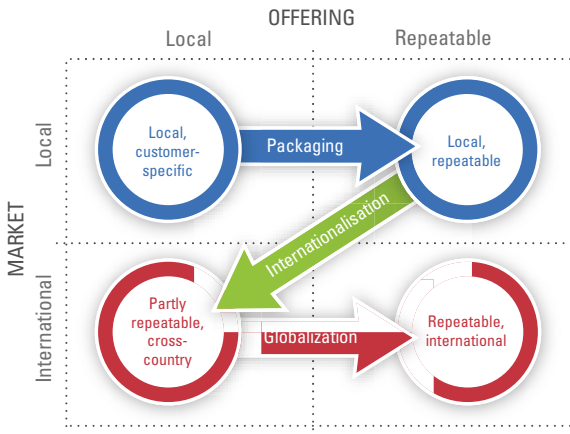 OFFERING
Local
Repeatable
MARKET
Local
Local,
customer-
specific
Packaging
Local,
repeatable
Internationalisation
International
Partly
repeatable,
cross-
country
Globalization
Repeatable,
international